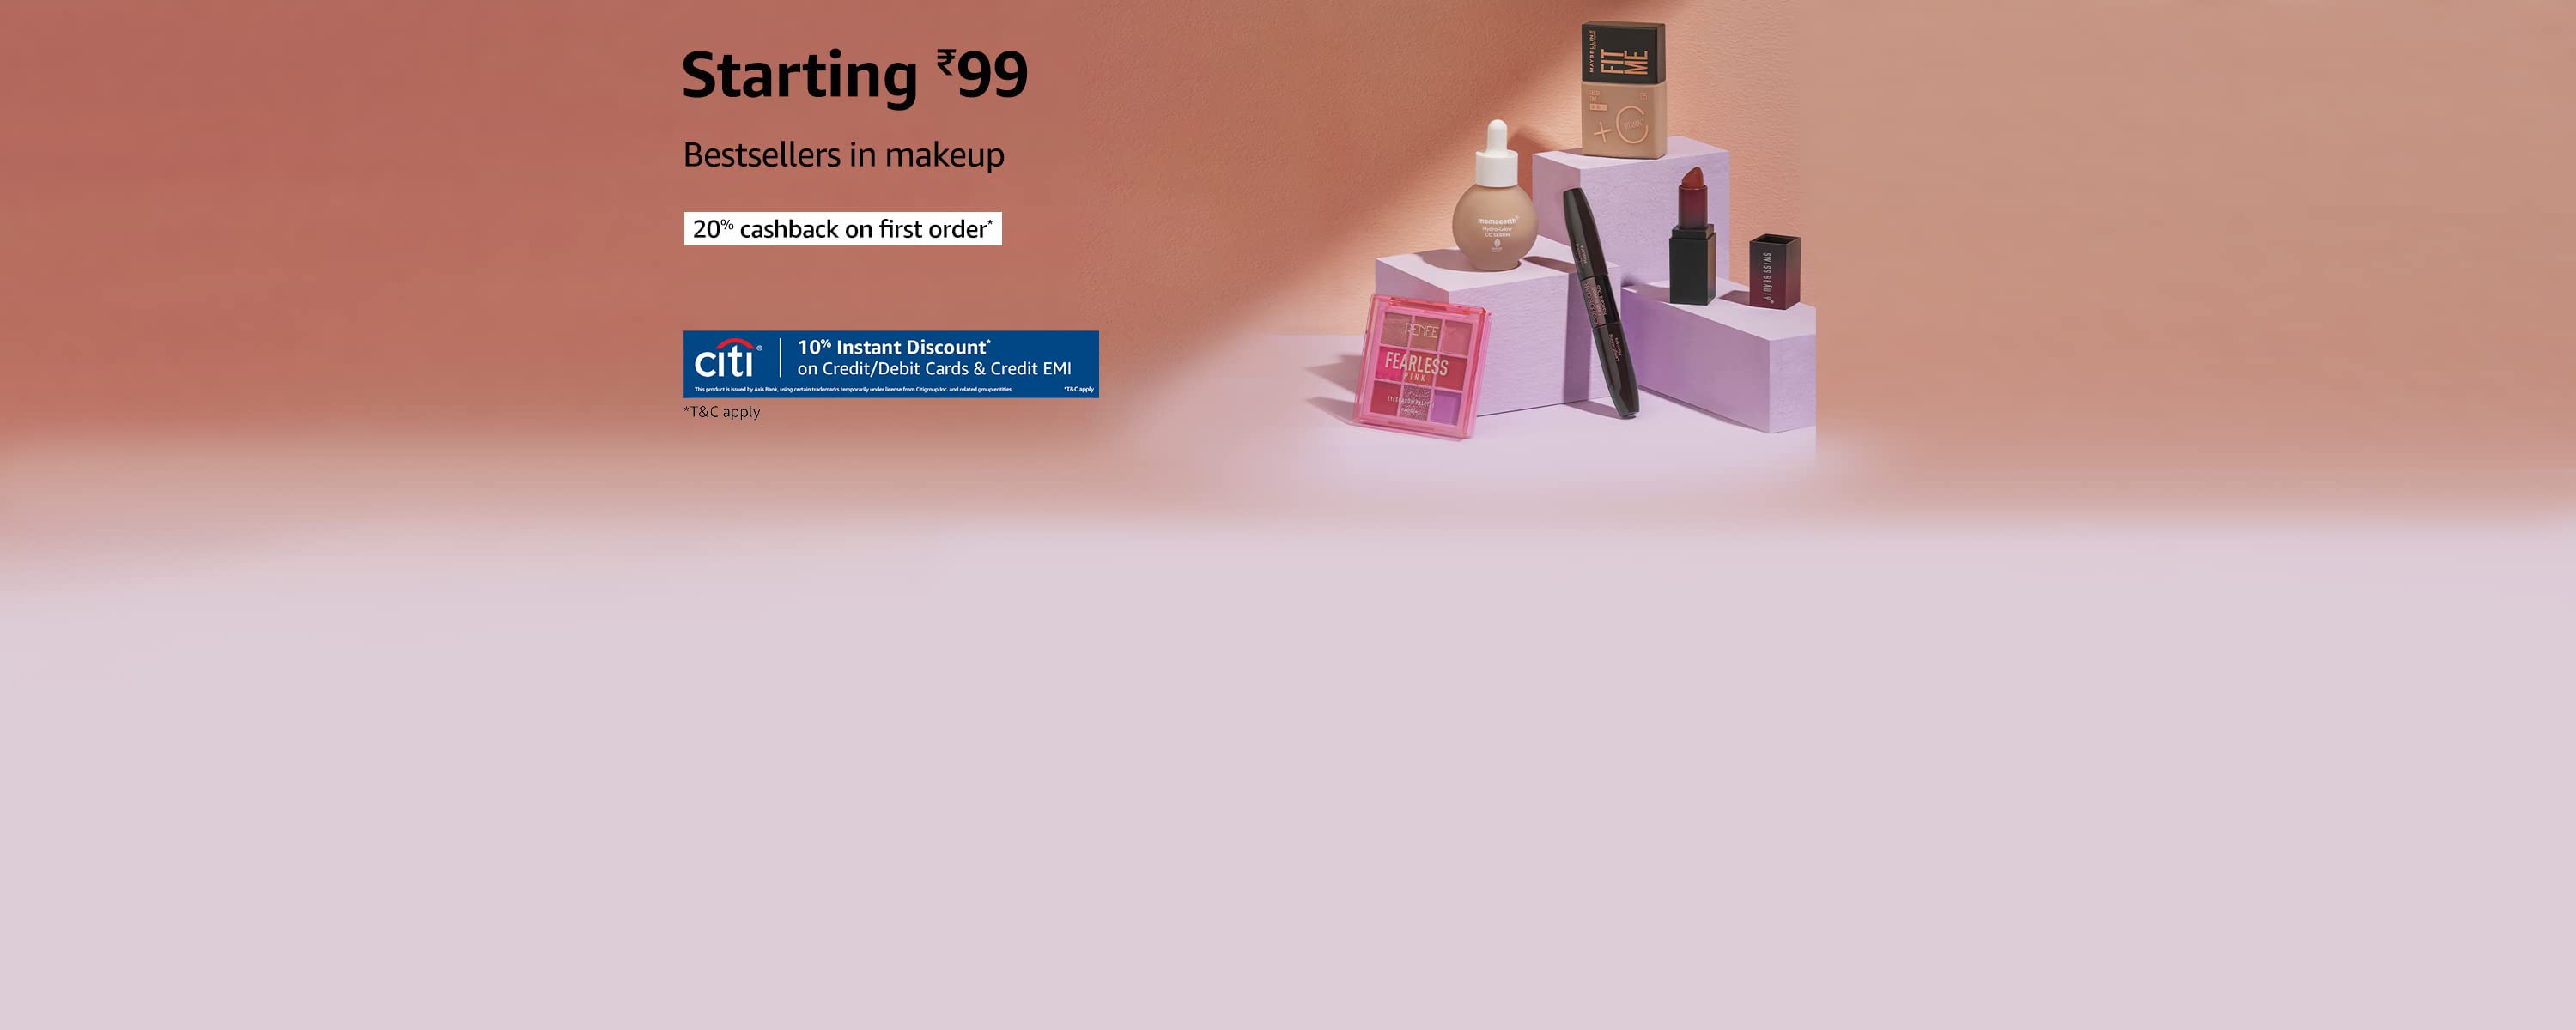 Starting ₹99
Bestsellers in makeup
20% cashback on first order*
citi®
10% Instant Discount*
on Credit/Debit Cards & Credit EMI
This product is issued by Axis Bank, using certain trademarks temporarily under license from Citigroup Inc. and related group entities.
*T&C apply
*T&C apply
MAYBELLINE
FIT
ME
+C
mamaearth
Hydra-Glow
CC SERUM
SWISS BEAUTY
RENEE
FEARLESS
PINK
EYESHADOW PALETTE